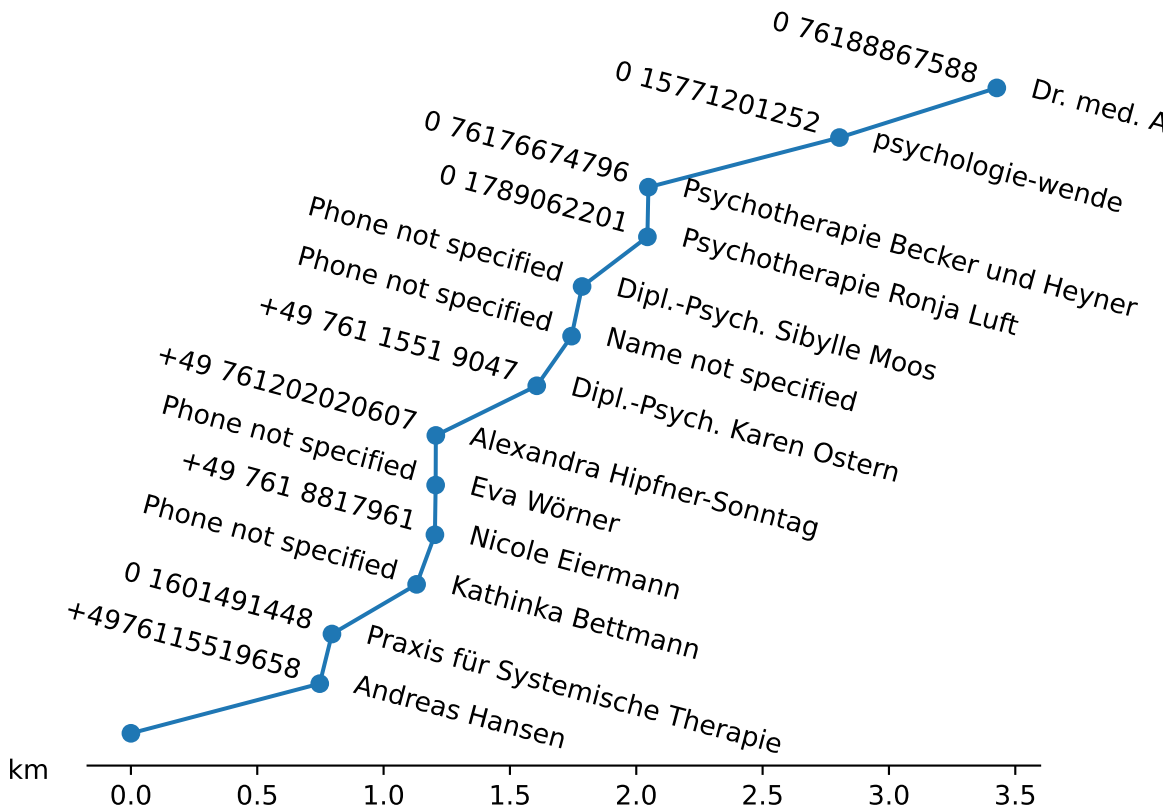 0 76188867588
Dr. med. A
0 15771201252
psychologie-wende
0 76176674796
Psychotherapie Becker und Heyner
0 1789062201
Psychotherapie Ronja Luft
Phone not specified
Dipl.-Psych. Sibylle Moos
Phone not specified
Name not specified
+49 761 1551 9047
Dipl.-Psych. Karen Ostern
+49 761202020607
Alexandra Hipfner-Sonntag
Phone not specified
Eva Wörner
+49 761 8817961
Nicole Eiermann
Phone not specified
Kathinka Bettmann
0 1601491448
Praxis für Systemische Therapie
+4976115519658
Andreas Hansen
km
0.0 0.5 1.0 1.5 2.0 2.5 3.0 3.5